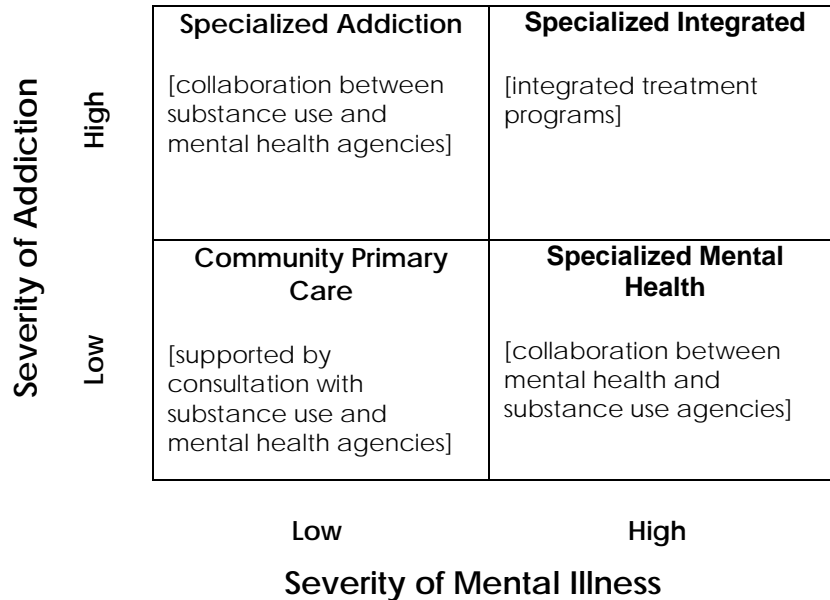 Severity of Addiction
High
Low
Specialized Addiction
[collaboration between
substance use and
mental health agencies]
Specialized Integrated
[integrated treatment
programs]
Community Primary
Care
[supported by
consultation with
substance use and
mental health agencies]
Specialized Mental
Health
[collaboration between
mental health and
substance use agencies]
Low
High
Severity of Mental Illness